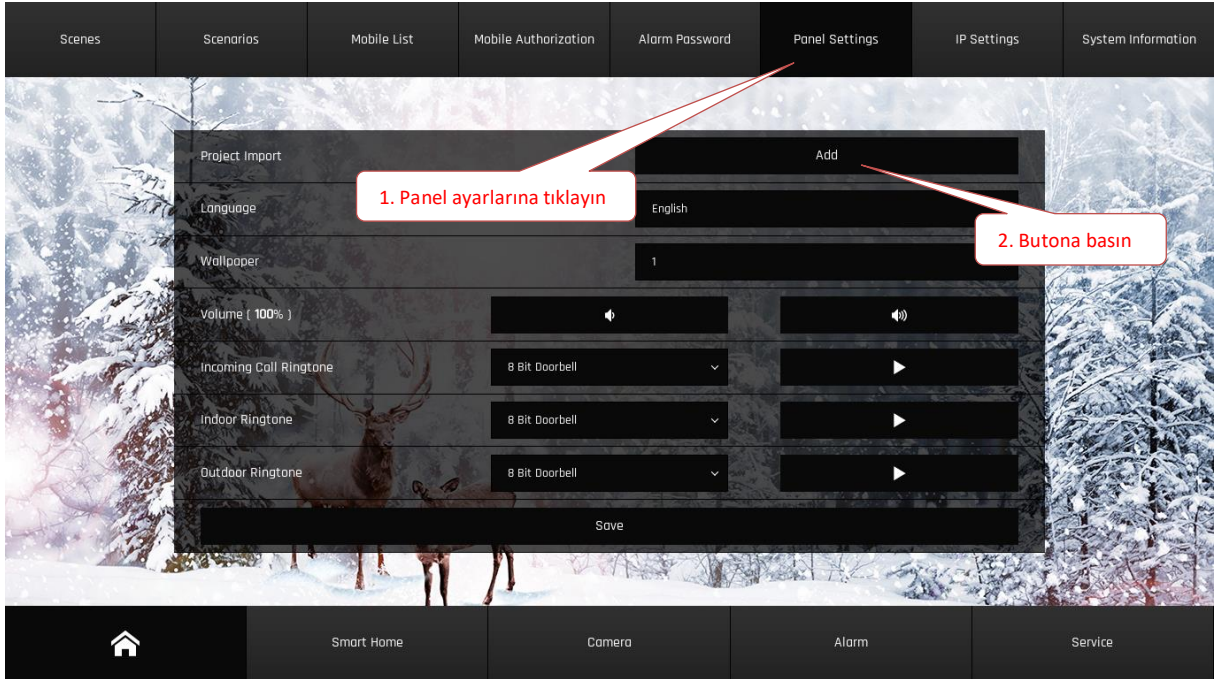 Scenes
Scenarios
Mobile List
Mobile Authorization
Alarm Password
Panel Settings
IP Settings
System Information
Project Import
Add
1. Panel ayarlarına tıklayın
Language
English
2. Butona basın
Wallpaper
1
Volume ( 100% )
Incoming Call Ringtone
8 Bit Doorbell
Indoor Ringtone
8 Bit Doorbell
Outdoor Ringtone
8 Bit Doorbell
Save
Smart Home
Camera
Alarm
Service